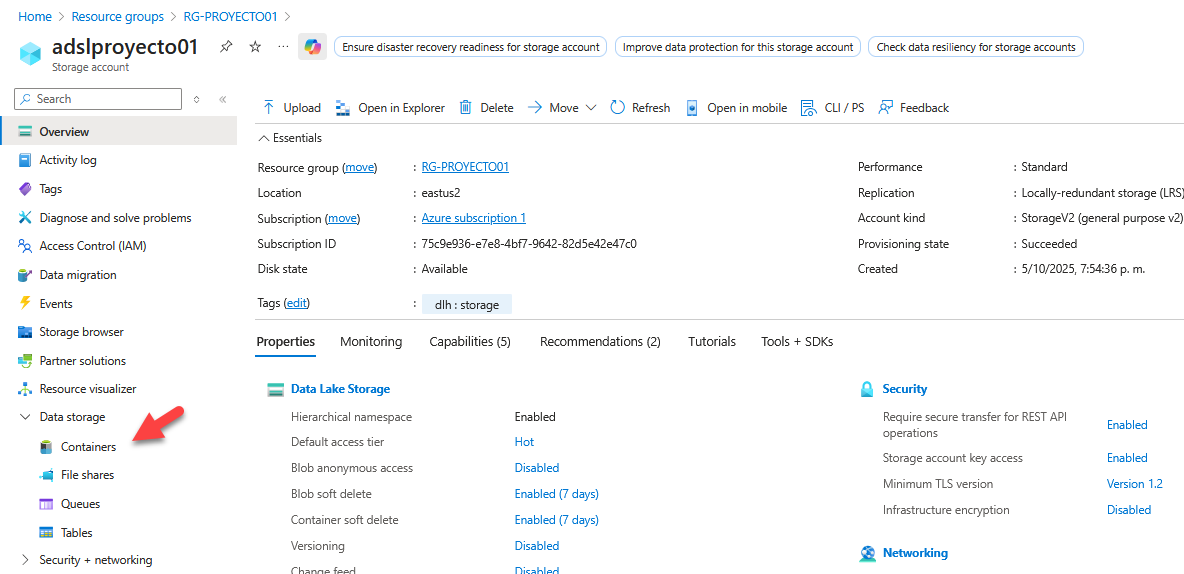 Home > Resource groups > RG-PROYECTO01 >
adslproyecto01
Storage account
Ensure disaster recovery readiness for storage account
Improve data protection for this storage account
Check data resiliency for storage accounts
Search
Overview
Activity log
Tags
Diagnose and solve problems
Access Control (IAM)
Data migration
Events
Storage browser
Partner solutions
Resource visualizer
Data storage
Containers
File shares
Queues
Tables
Security + networking
Upload
Open in Explorer
Delete
Move
Refresh
Open in mobile
CLI / PS
Feedback
Essentials
Resource group (move) : RG-PROYECTO01
Location : eastus2
Subscription (move) : Azure subscription 1
Subscription ID : 75c9e936-e7e8-4bf7-9642-82d5e42e47c0
Disk state : Available
Tags (edit) : dlh : storage
Performance : Standard
Replication : Locally-redundant storage (LRS)
Account kind : StorageV2 (general purpose v2)
Provisioning state : Succeeded
Created : 5/10/2025, 7:54:36 p. m.
Properties
Monitoring
Capabilities (5)
Recommendations (2)
Tutorials
Tools + SDKs
Data Lake Storage
Hierarchical namespace Enabled
Default access tier Hot
Blob anonymous access Disabled
Blob soft delete Enabled (7 days)
Container soft delete Enabled (7 days)
Versioning Disabled
Change feed Disabled
Security
Require secure transfer for REST API
operations Enabled
Storage account key access Enabled
Minimum TLS version Version 1.2
Infrastructure encryption Disabled
Networking